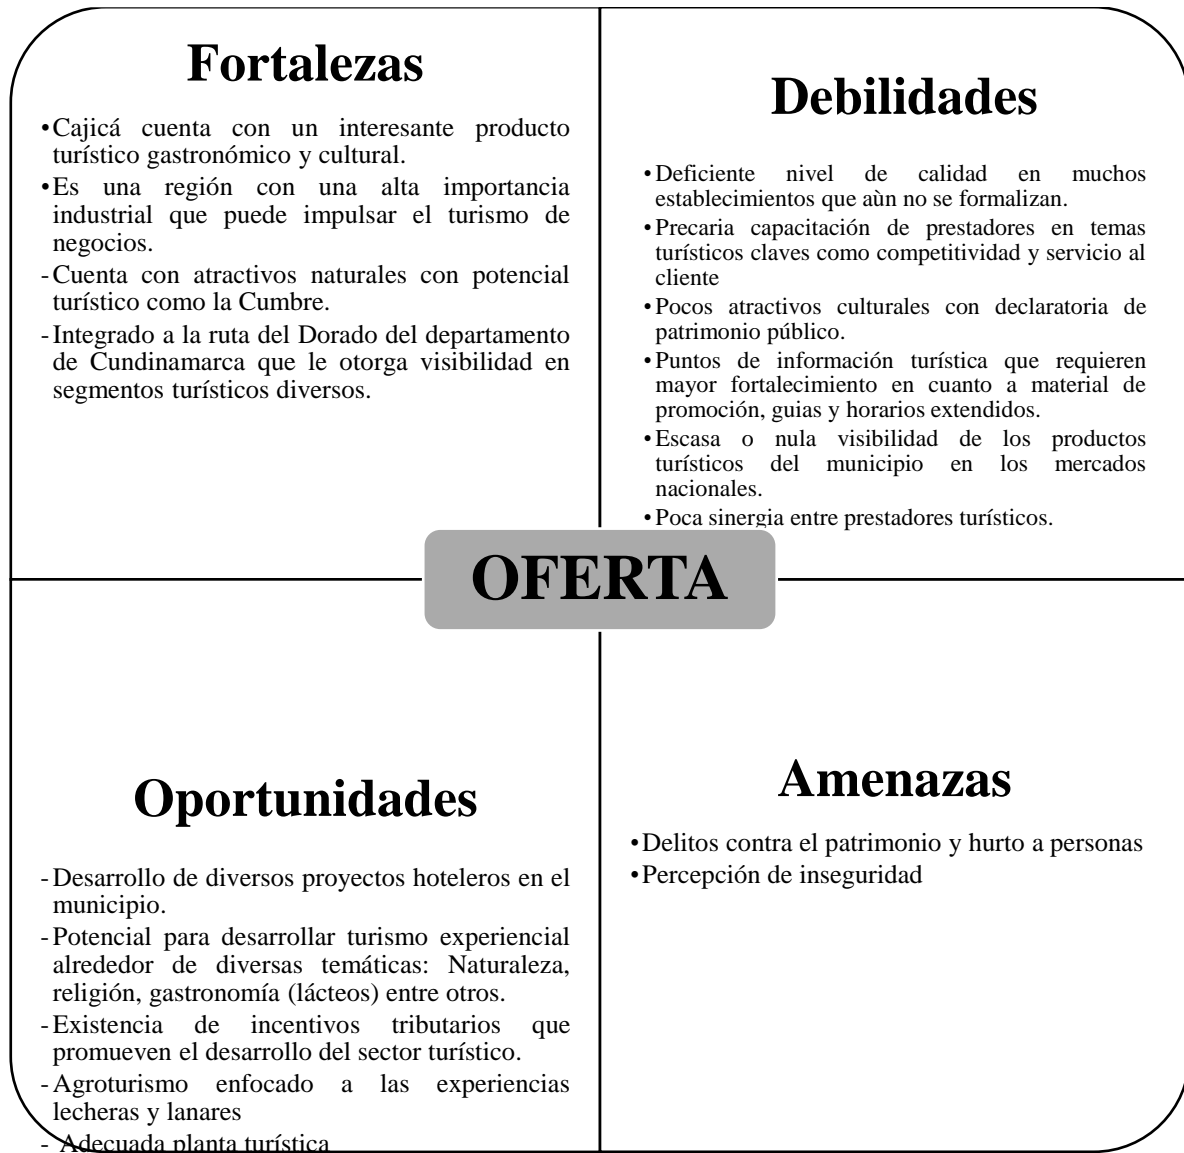 Fortalezas
•Cajicá cuenta con un interesante producto
turístico gastronómico y cultural.
•Es una región con una alta importancia
industrial que puede impulsar el turismo de
negocios.
-Cuenta con atractivos naturales con potencial
turístico como la Cumbre.
-Integrado a la ruta del Dorado del departamento
de Cundinamarca que le otorga visibilidad en
segmentos turísticos diversos.
Debilidades
•Deficiente nivel de calidad en muchos
establecimientos que aùn no se formalizan.
•Precaria capacitación de prestadores en temas
turísticos claves como competitividad y servicio al
cliente
•Pocos atractivos culturales con declaratoria de
patrimonio público.
•Puntos de información turística que requieren
mayor fortalecimiento en cuanto a material de
promoción, guias y horarios extendidos.
•Escasa o nula visibilidad de los productos
turísticos del municipio en los mercados
nacionales.
•Poca sinergia entre prestadores turísticos.
OFERTA
Oportunidades
-Desarrollo de diversos proyectos hoteleros en el
municipio.
-Potencial para desarrollar turismo experiencial
alrededor de diversas temáticas: Naturaleza,
religión, gastronomía (lácteos) entre otros.
-Existencia de incentivos tributarios que
promueven el desarrollo del sector turístico.
-Agroturismo enfocado a las experiencias
lecheras y lanares
- Adecuada planta turística
Amenazas
•Delitos contra el patrimonio y hurto a personas
•Percepción de inseguridad